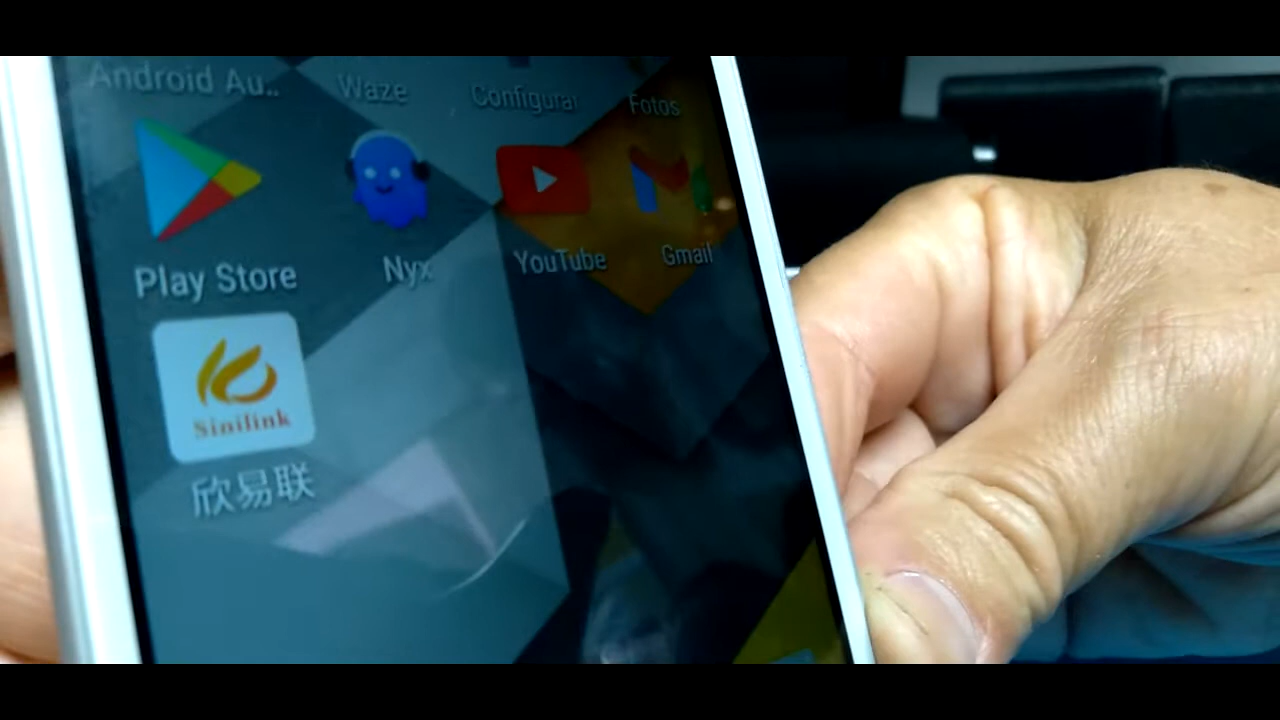 Android Au..
Waze
Configurar
Fotos
Play Store
Nyx
YouTube
Gmail
Sinilink
欣易联